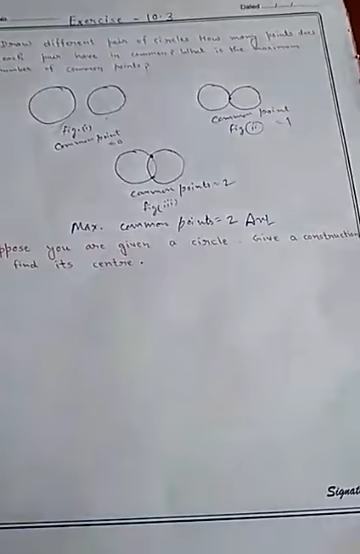 Dated
Exercise - 10.3
Draw different pair of circles How many points does
each pair have in common? What is the maximum
number of common points?
fig.(i)
Common point
=0
common point
=1
fig(ii)
common points=2
fig(iii)
Max. common points=2 Ans
ppose you are given a circle. Give a construction
find its centre.
Signat